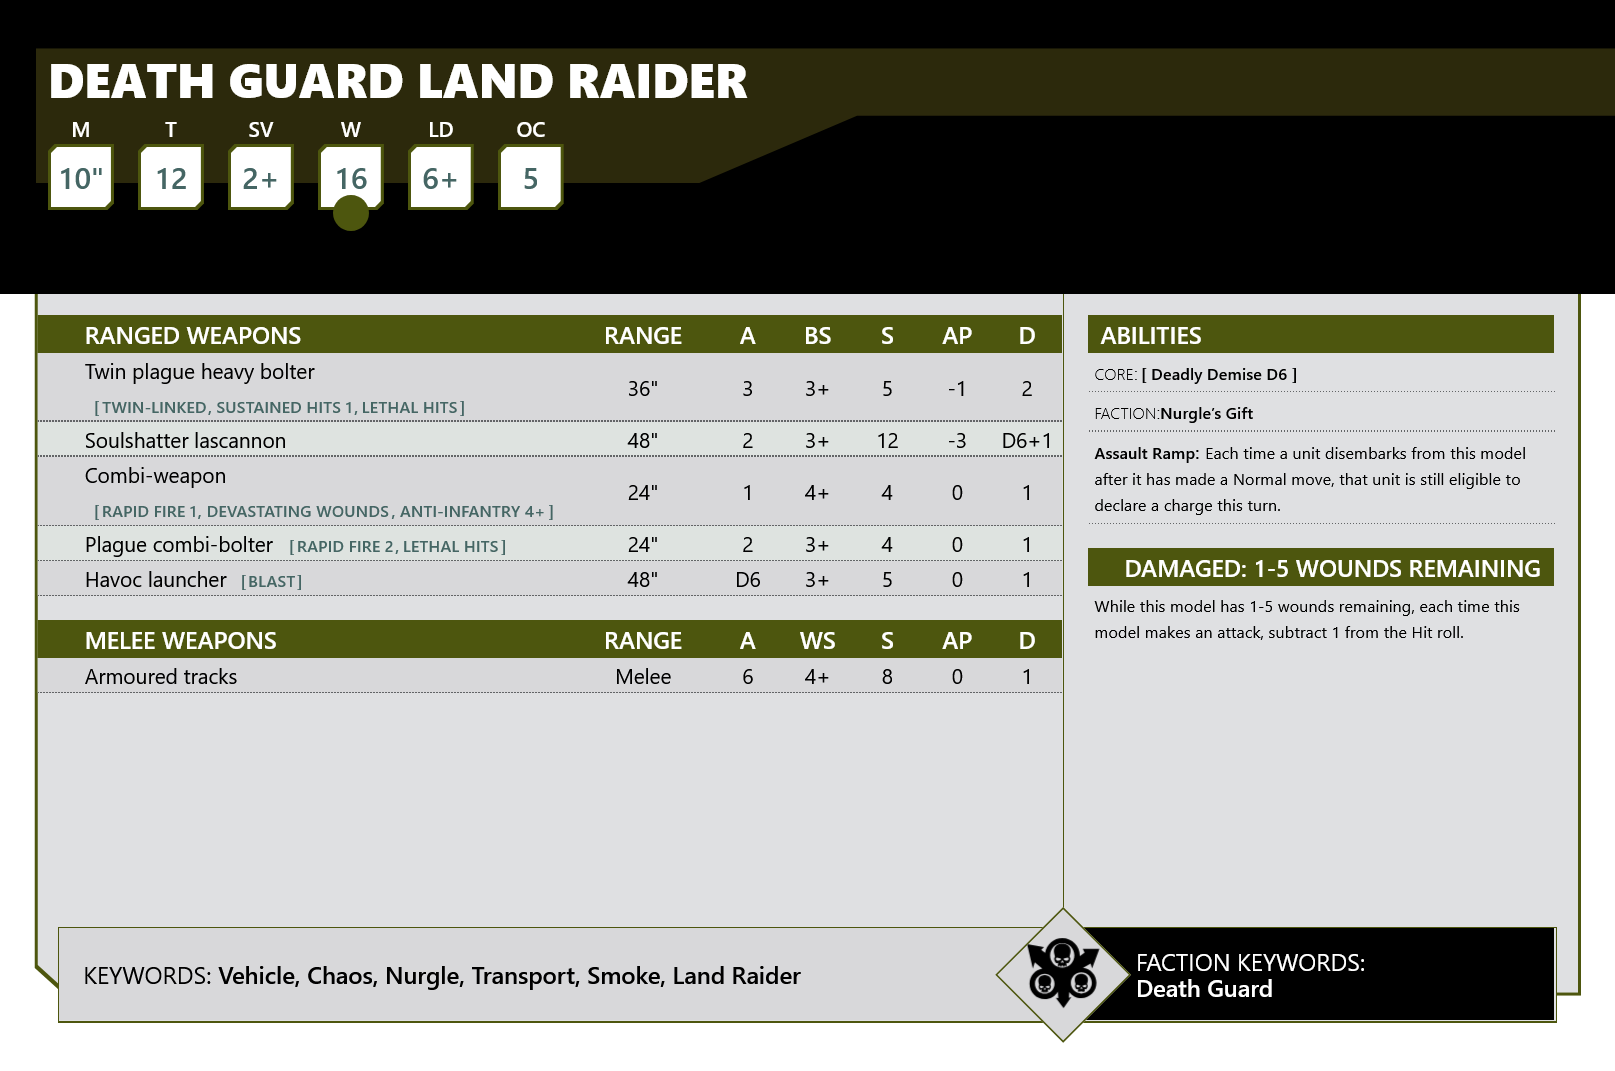 DEATH GUARD LAND RAIDER
M T SV W LD OC
10" 12 2+ 16 6+ 5
RANGED WEAPONS RANGE A BS S AP D
Twin plague heavy bolter
36" 3 3+ 5 -1 2
[TWIN-LINKED, SUSTAINED HITS 1, LETHAL HITS]
Soulshatter lascannon 48" 2 3+ 12 -3 D6+1
Combi-weapon
24" 1 4+ 4 0 1
[RAPID FIRE 1, DEVASTATING WOUNDS, ANTI-INFANTRY 4+]
Plague combi-bolter [RAPID FIRE 2, LETHAL HITS] 24" 2 3+ 4 0 1
Havoc launcher [BLAST] 48" D6 3+ 5 0 1
MELEE WEAPONS RANGE A WS S AP D
Armoured tracks Melee 6 4+ 8 0 1
ABILITIES
CORE: [ Deadly Demise D6 ]
FACTION:Nurgle's Gift
Assault Ramp: Each time a unit disembarks from this model
after it has made a Normal move, that unit is still eligible to
declare a charge this turn.
DAMAGED: 1-5 WOUNDS REMAINING
While this model has 1-5 wounds remaining, each time this
model makes an attack, subtract 1 from the Hit roll.
KEYWORDS: Vehicle, Chaos, Nurgle, Transport, Smoke, Land Raider
FACTION KEYWORDS:
Death Guard